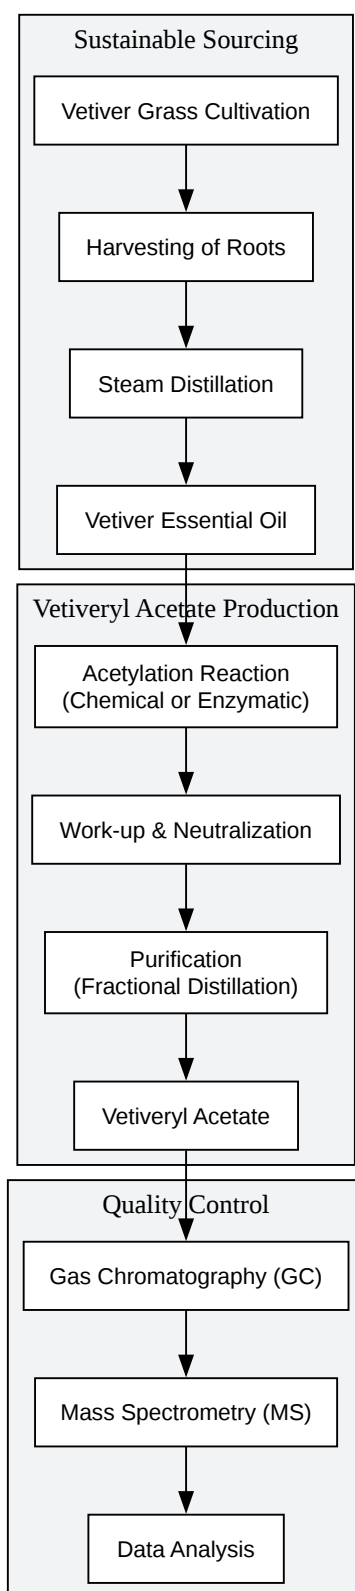 Sustainable Sourcing
Vetiver Grass Cultivation
Harvesting of Roots
Steam Distillation
Vetiver Essential Oil
Vetiveryl Acetate Production
Acetylation Reaction
(Chemical or Enzymatic)
Work-up & Neutralization
Purification
(Fractional Distillation)
Vetiveryl Acetate
Quality Control
Gas Chromatography (GC)
Mass Spectrometry (MS)
Data Analysis